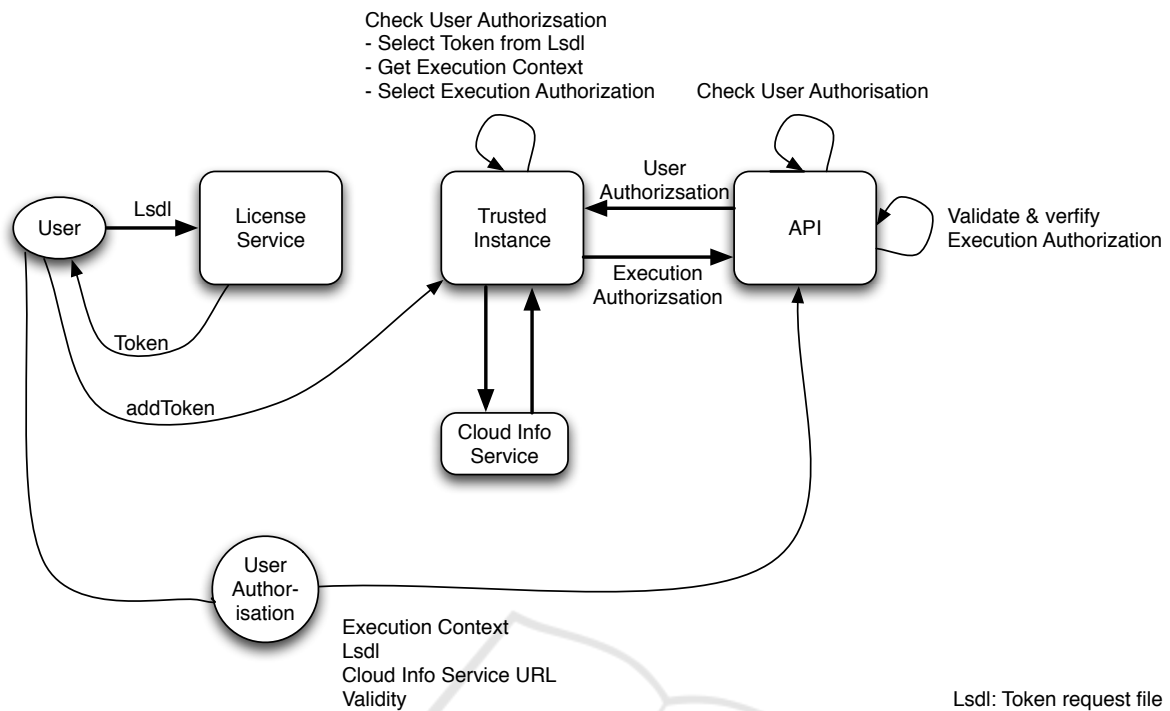 Check User Authorizsation
- Select Token from Lsdl
- Get Execution Context
- Select Execution Authorization
Check User Authorisation
User
Lsdl
License
Service
Trusted
Instance
User
Authorizsation
API
Validate & verfify
Execution Authorization
Execution
Authorizsation
Token
addToken
Cloud Info
Service
User
Author-
isation
Execution Context
Lsdl
Cloud Info Service URL
Validity
Lsdl: Token request file